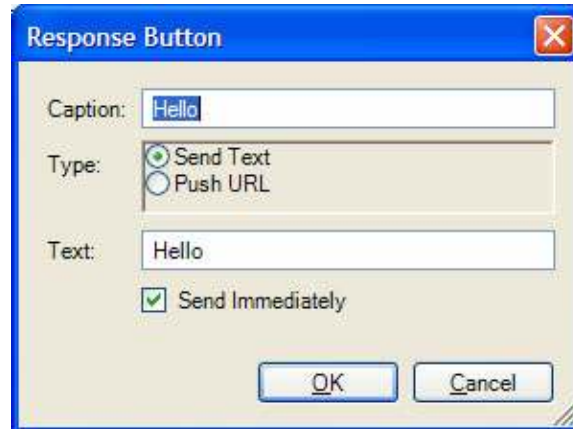 Response Button
Caption: Hello
Type: Send Text
Push URL
Text: Hello
Send Immediately
OK Cancel